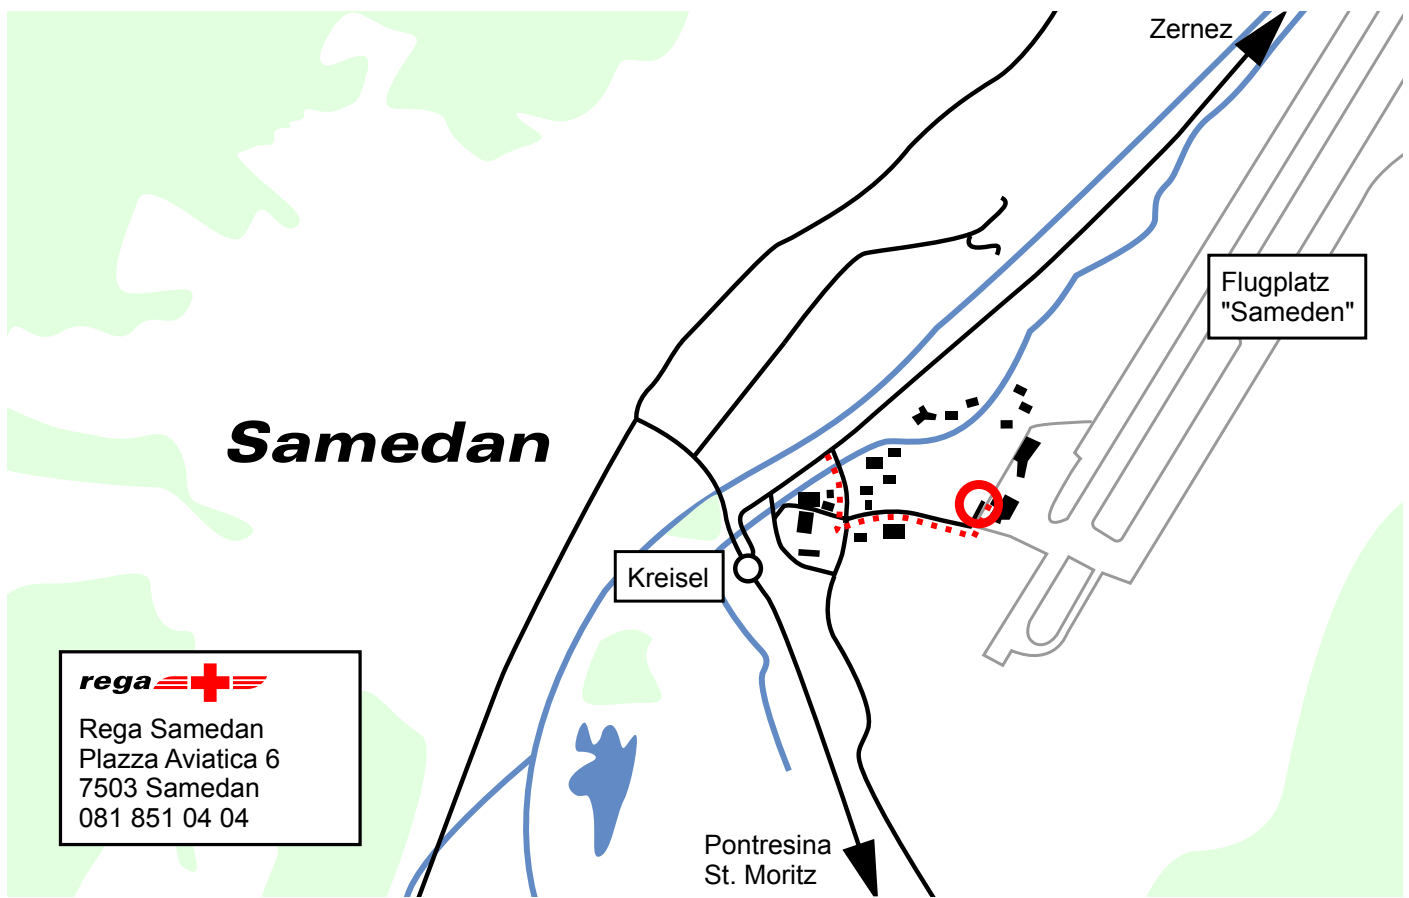 Zernez
Flugplatz
"Sameden"
Samedan
Kreisel
rega
Rega Samedan
Plazza Aviatica 6
7503 Samedan
081 851 04 04
Pontresina
St. Moritz